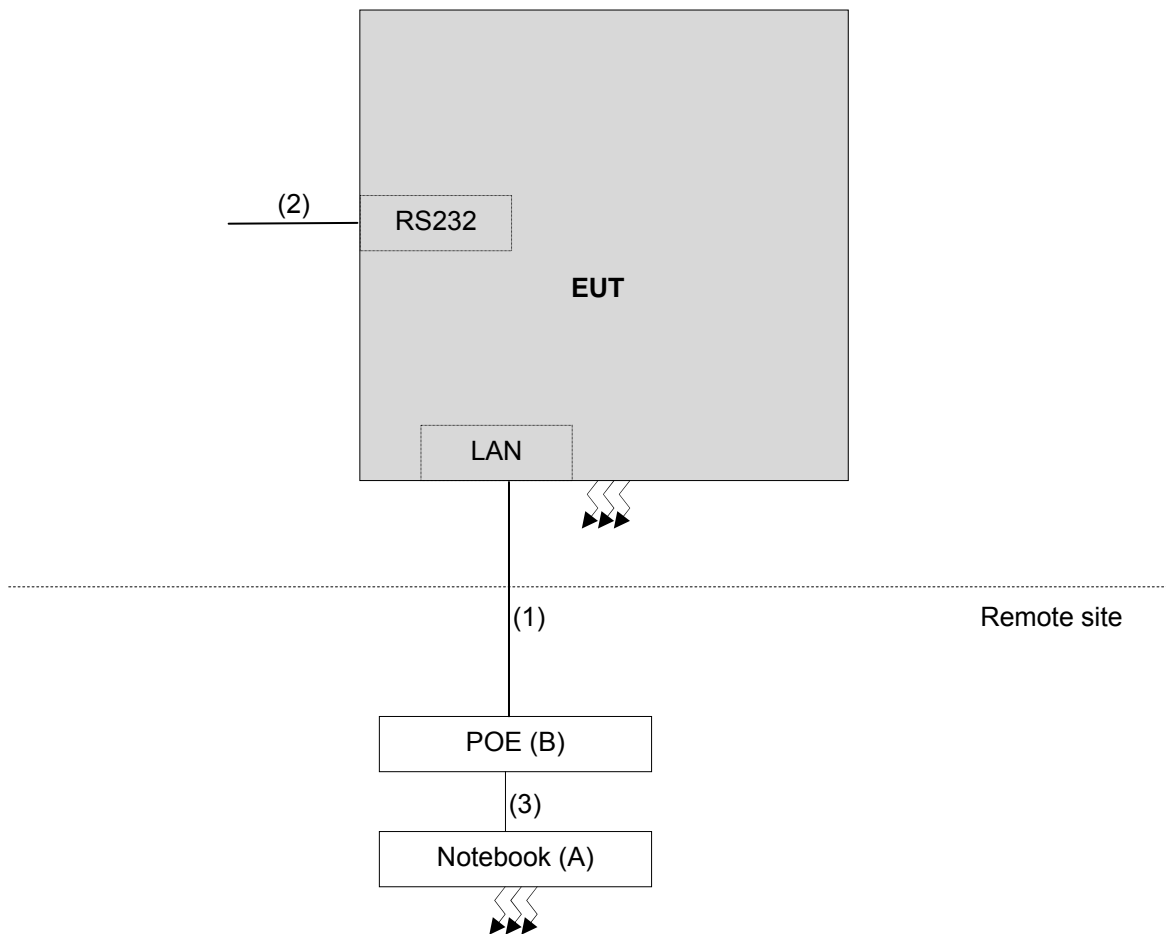 (2)
RS232
EUT
LAN
(1)
Remote site
POE (B)
(3)
Notebook (A)